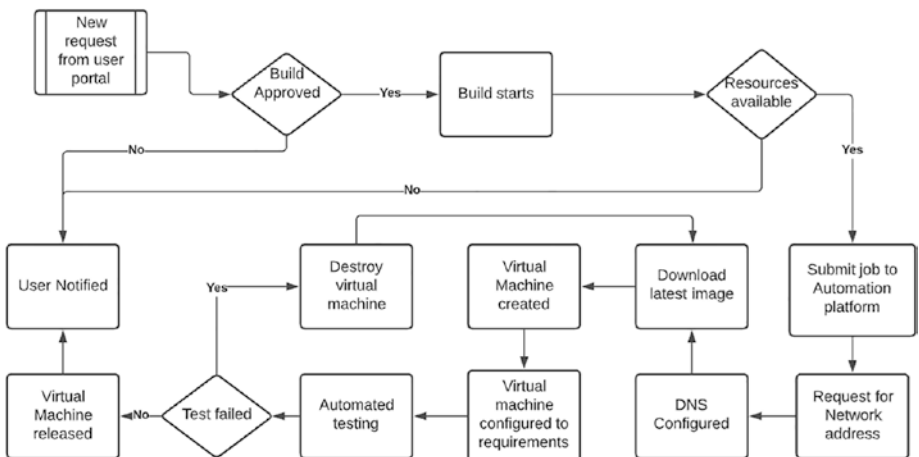 New
request
from user
portal
Build
Approved
Yes
Build starts
Resources
available
No
Yes
No
User Notified
Yes
Destroy
virtual
machine
Virtual
Machine
created
Download
latest image
Submit job to
Automation
platform
Virtual
Machine
released
No
Test failed
Automated
testing
Virtual
machine
configured to
requirements
DNS
Configured
Request for
Network
address